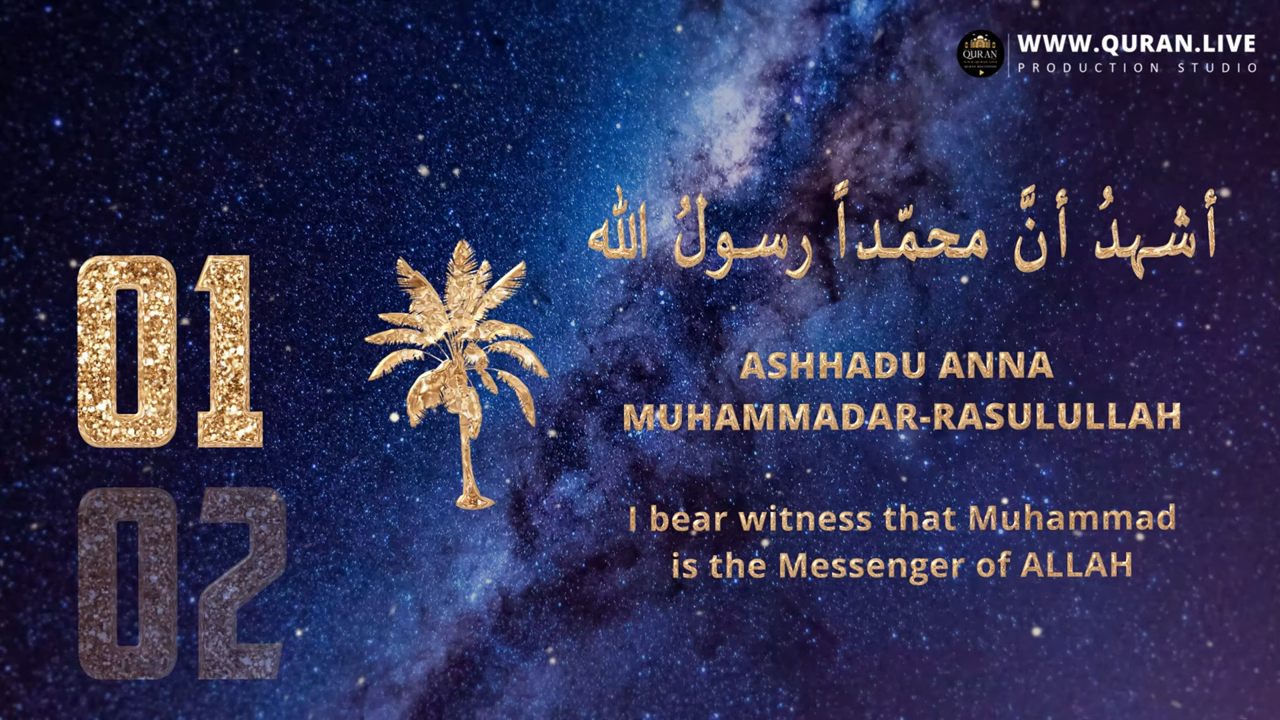 QURAN
WWW.QURAN.LIVE
PRODUCTION STUDIO
أشهدُ أنَّ محمّداً رسولُ الله
01
ASHHADU ANNA
MUHAMMADAR-RASULULLAH
02
I bear witness that Muhammad
is the Messenger of ALLAH